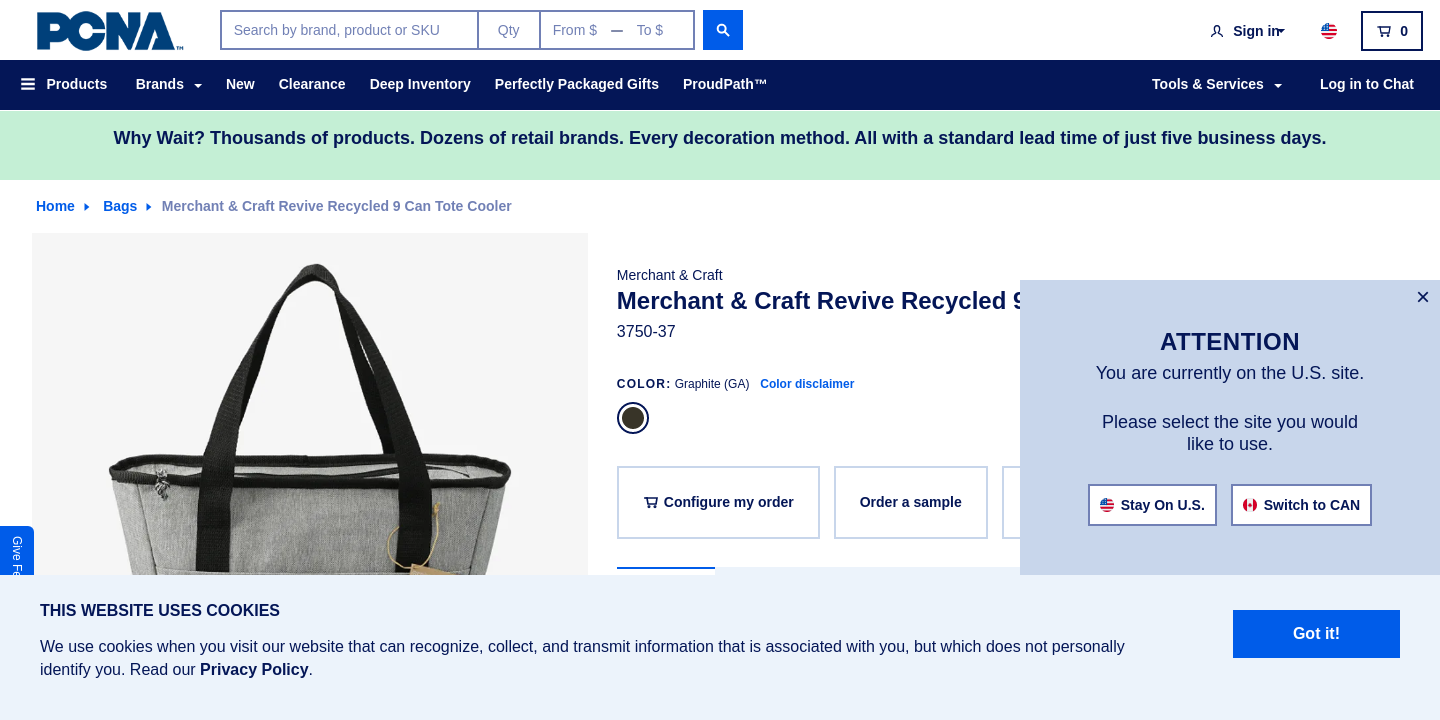 PCNA™
Search by brand, product or SKU
Qty
From $ — To $
Sign in
0
Products
Brands
New
Clearance
Deep Inventory
Perfectly Packaged Gifts
ProudPath™
Tools & Services
Log in to Chat
Why Wait? Thousands of products. Dozens of retail brands. Every decoration method. All with a standard lead time of just five business days.
Home
Bags
Merchant & Craft Revive Recycled 9 Can Tote Cooler
Merchant & Craft
Merchant & Craft Revive Recycled 9
3750-37
COLOR: Graphite (GA) Color disclaimer
Configure my order
Order a sample
×
ATTENTION
You are currently on the U.S. site.
Please select the site you would
like to use.
Stay On U.S.
Switch to CAN
Give Fe
THIS WEBSITE USES COOKIES
We use cookies when you visit our website that can recognize, collect, and transmit information that is associated with you, but which does not personally
identify you. Read our Privacy Policy.
Got it!